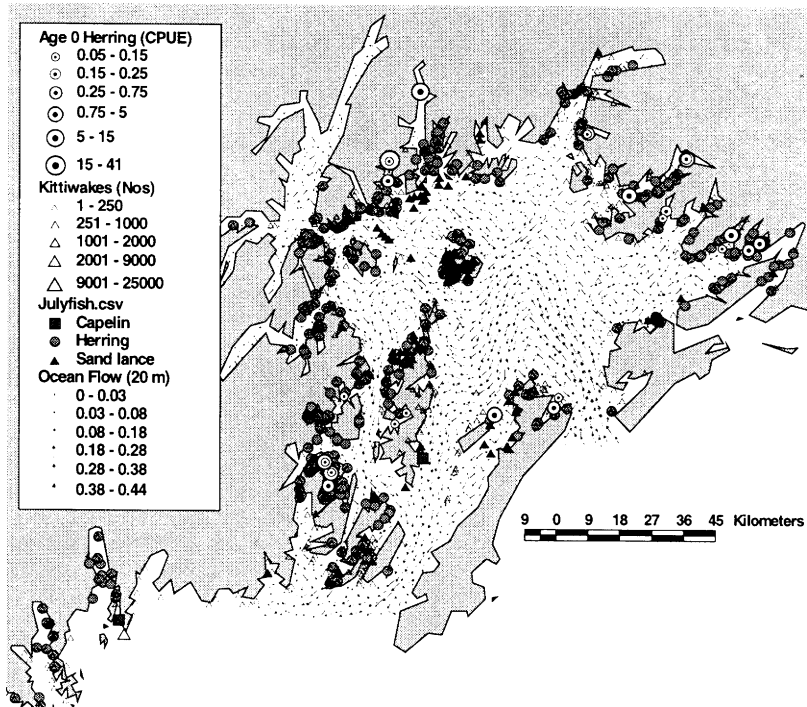 Age 0 Herring (CPUE)
0.05 - 0.15
0.15 - 0.25
0.25 - 0.75
0.75 - 5
5 - 15
15 - 41
Kittiwakes (Nos)
1 - 250
251 - 1000
1001 - 2000
2001 - 9000
9001 - 25000
Julyfish.csv
Capelin
Herring
Sand lance
Ocean Flow (20 m)
0 - 0.03
0.03 - 0.08
0.08 - 0.18
0.18 - 0.28
0.28 - 0.38
0.38 - 0.44
9 0 9 18 27 36 45 Kilometers